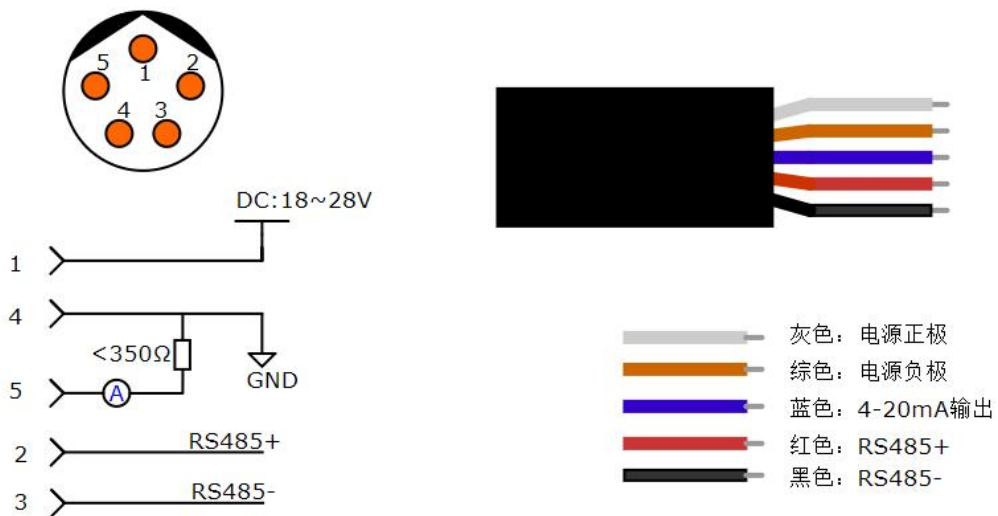 5
1
2
4
3
DC:18~28V
1
4
<350Ω
GND
5
A
2
RS485+
3
RS485-
灰色：电源正极
综色：电源负极
蓝色：4-20mA输出
红色：RS485+
黑色：RS485-